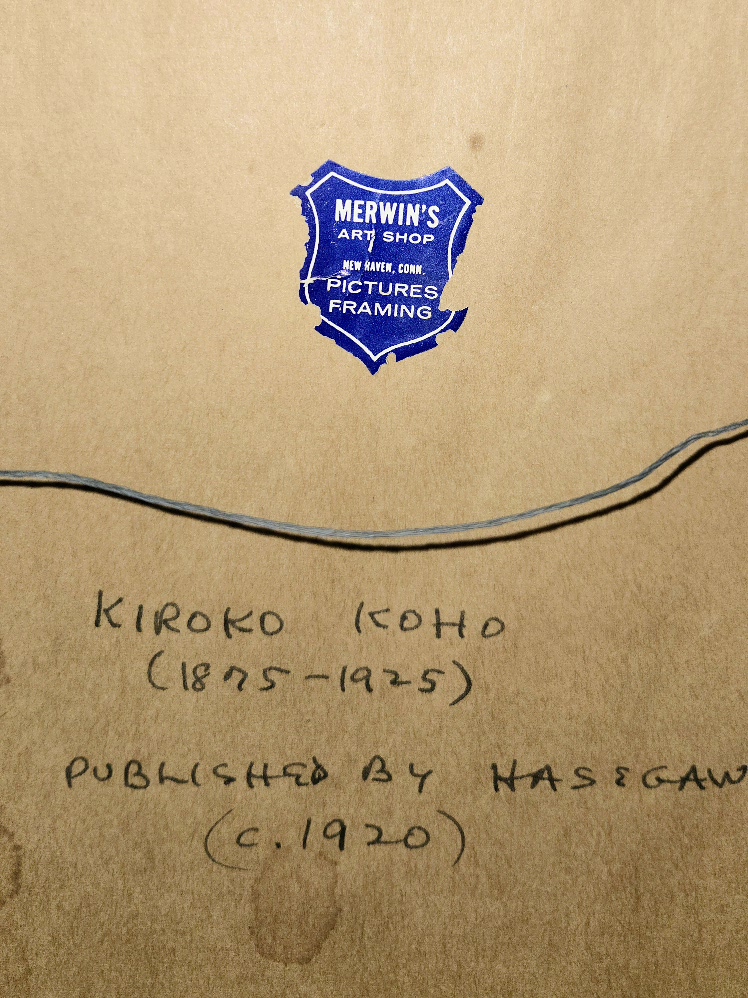 MERWIN'S
ART SHOP
NEW HAVEN, CONN.
PICTURES
FRAMING
KIROKO KOHO
(1875-1925)
PUBLISHED BY HASEGAW
(c.1920)